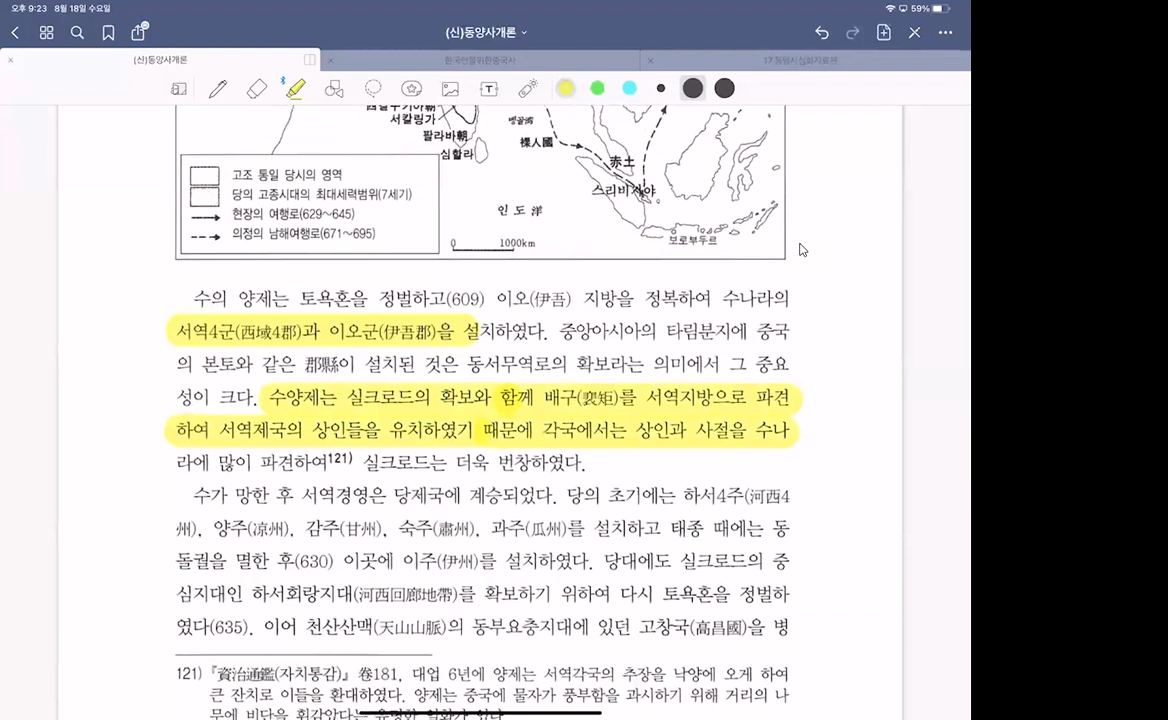 오후 9:23 8월 18일 수요일
59%
(신)동양사개론
(신)동양사개론
한국인을위한중국사
서칼링가
팔라바朝
심할라
벵골灣
裸人國
赤土
스리비자야
인 도 洋
보로부두르
0 1000km
고조 통일 당시의 영역
당의 고종시대의 최대세력범위(7세기)
현장의 여행로(629~645)
의정의 남해여행로(671~695)
수의 양제는 토욕혼을 정벌하고(609) 이오(伊吾) 지방을 정복하여 수나라의
서역4군(西域4郡)과 이오군(伊吾郡)을 설치하였다. 중앙아시아의 타림분지에 중국
의 본토와 같은 郡縣이 설치된 것은 동서무역로의 확보라는 의미에서 그 중요
성이 크다. 수양제는 실크로드의 확보와 함께 배구(裵矩)를 서역지방으로 파견
하여 서역제국의 상인들을 유치하였기 때문에 각국에서는 상인과 사절을 수나
라에 많이 파견하여121) 실크로드는 더욱 번창하였다.
수가 망한 후 서역경영은 당제국에 계승되었다. 당의 초기에는 하서4주(河西4
州), 양주(凉州), 감주(甘州), 숙주(肅州), 과주(瓜州)를 설치하고 태종 때에는 동
돌궐을 멸한 후(630) 이곳에 이주(伊州)를 설치하였다. 당대에도 실크로드의 중
심지대인 하서회랑지대(河西回廊地帶)를 확보하기 위하여 다시 토욕혼을 정벌하
였다(635). 이어 천산산맥(天山山脈)의 동부요충지대에 있던 고창국(高昌國)을 병
121) 『資治通鑑(자치통감)』 卷181, 대업 6년에 양제는 서역각국의 추장을 낙양에 오게 하여
큰 잔치로 이들을 환대하였다. 양제는 중국에 물자가 풍부함을 과시하기 위해 거리의 나
무에 비단을 휘감았다는